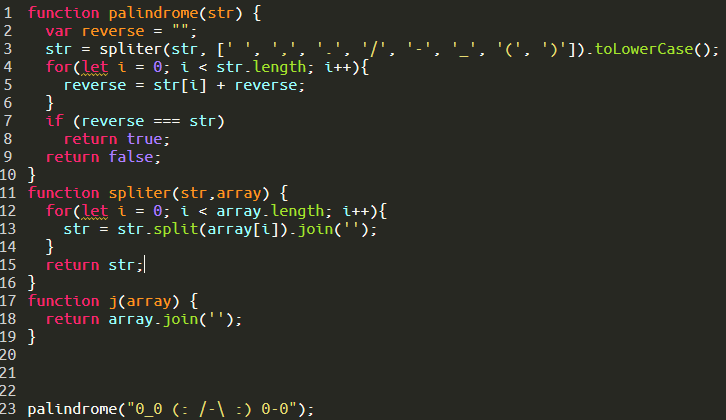 1 function palindrome(str) {
2   var reverse = "";
3   str = spliter(str, [' ', ',', '.', '/', '-', '_', '(', ')']).toLowerCase();
4   for(let i = 0; i < str.length; i++){
5     reverse = str[i] + reverse;
6   }
7   if (reverse === str)
8     return true;
9   return false;
10 }
11 function spliter(str,array) {
12   for(let i = 0; i < array.length; i++){
13     str = str.split(array[i]).join('');
14   }
15   return str;
16 }
17 function j(array) {
18   return array.join('');
19 }
20
21
22
23 palindrome("0_0 (: /-\ :) 0-0");